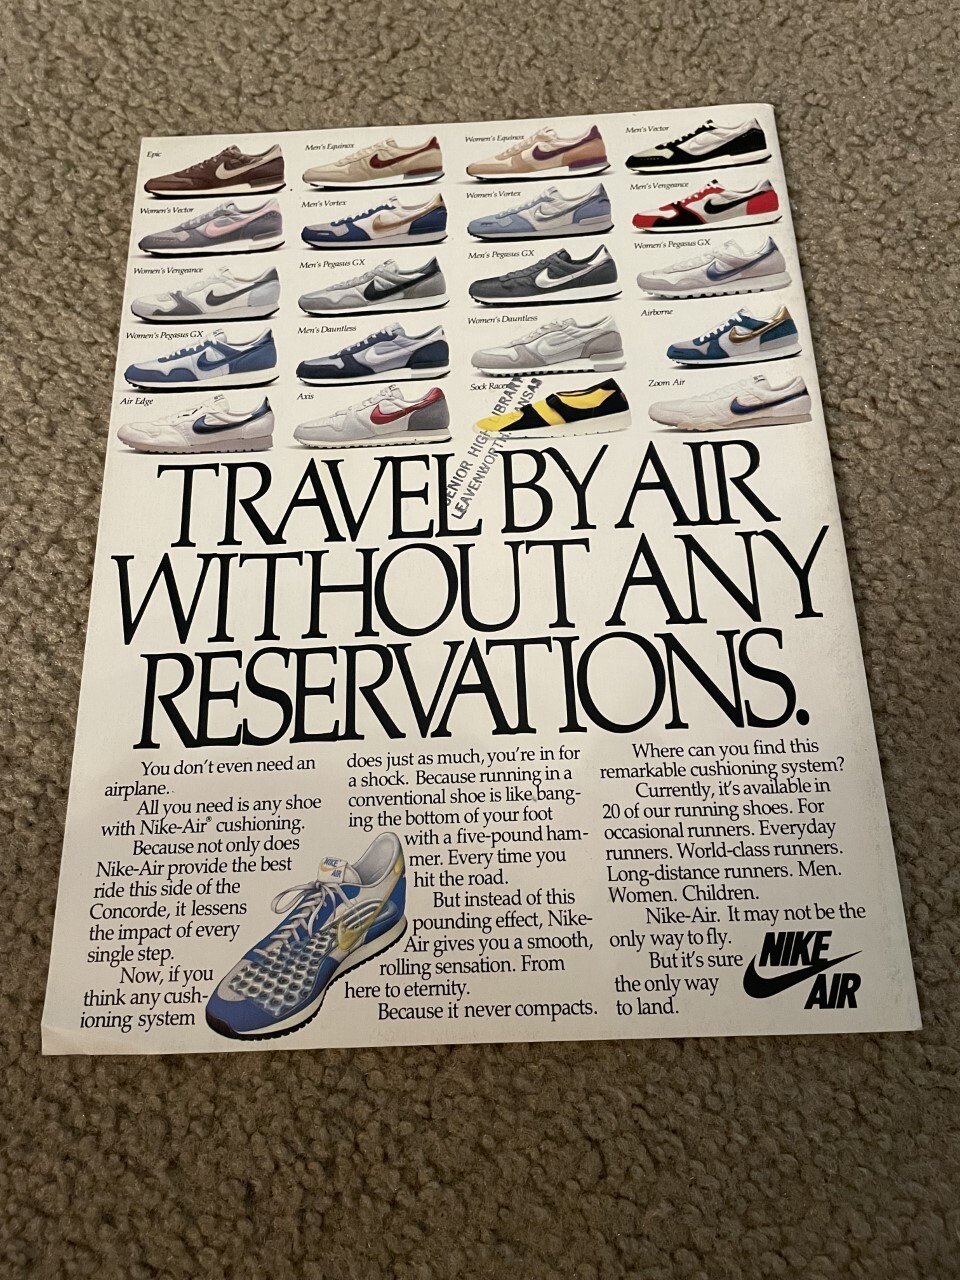 Epic
Men's Equinox
Women's Equinox
Men's Vector
Women's Vector
Men's Vortex
Women's Vortex
Men's Vengeance
Women's Vengeance
Men's Pegasus GX
Men's Pegasus GX
Women's Pegasus GX
Women's Pegasus GX
Men's Dauntless
Women's Dauntless
Airborne
Air Edge
Axis
Sock Racer
Zoom Air
SENIOR HIGH LIBRARY
LEAVENWORTH, KANSAS
TRAVEL BY AIR
WITHOUT ANY
RESERVATIONS.
You don't even need an
airplane.
All you need is any shoe
with Nike-Air® cushioning.
Because not only does
Nike-Air provide the best
ride this side of the
Concorde, it lessens
the impact of every
single step.
Now, if you
think any cush-
ioning system
does just as much, you're in for
a shock. Because running in a
conventional shoe is like bang-
ing the bottom of your foot
with a five-pound ham-
mer. Every time you
hit the road.
But instead of this
pounding effect, Nike-
Air gives you a smooth,
rolling sensation. From
here to eternity.
Because it never compacts.
Where can you find this
remarkable cushioning system?
Currently, it's available in
20 of our running shoes. For
occasional runners. Everyday
runners. World-class runners.
Long-distance runners. Men.
Women. Children.
Nike-Air. It may not be the
only way to fly.
But it's sure
the only way
to land.
NIKE
AIR
NIKE
AIR